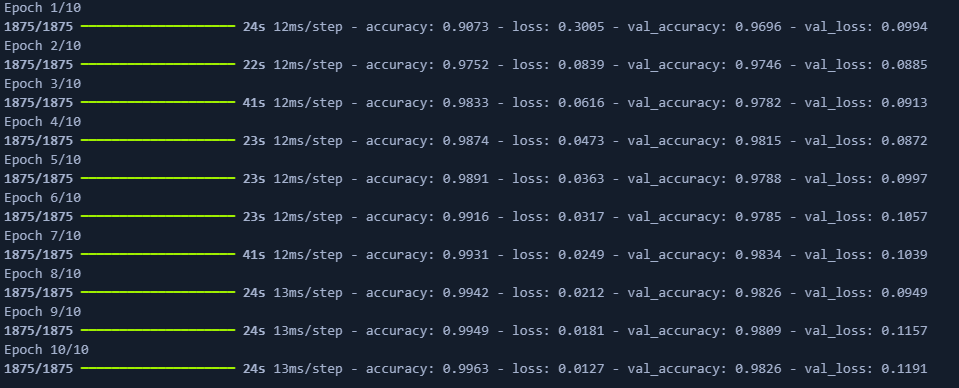 Epoch 1/10
1875/1875 ━━━━━━━━━━━━━━━━━━━━ 24s 12ms/step - accuracy: 0.9073 - loss: 0.3005 - val_accuracy: 0.9696 - val_loss: 0.0994
Epoch 2/10
1875/1875 ━━━━━━━━━━━━━━━━━━━━ 22s 12ms/step - accuracy: 0.9752 - loss: 0.0839 - val_accuracy: 0.9746 - val_loss: 0.0885
Epoch 3/10
1875/1875 ━━━━━━━━━━━━━━━━━━━━ 41s 12ms/step - accuracy: 0.9833 - loss: 0.0616 - val_accuracy: 0.9782 - val_loss: 0.0913
Epoch 4/10
1875/1875 ━━━━━━━━━━━━━━━━━━━━ 23s 12ms/step - accuracy: 0.9874 - loss: 0.0473 - val_accuracy: 0.9815 - val_loss: 0.0872
Epoch 5/10
1875/1875 ━━━━━━━━━━━━━━━━━━━━ 23s 12ms/step - accuracy: 0.9891 - loss: 0.0363 - val_accuracy: 0.9788 - val_loss: 0.0997
Epoch 6/10
1875/1875 ━━━━━━━━━━━━━━━━━━━━ 23s 12ms/step - accuracy: 0.9916 - loss: 0.0317 - val_accuracy: 0.9785 - val_loss: 0.1057
Epoch 7/10
1875/1875 ━━━━━━━━━━━━━━━━━━━━ 41s 12ms/step - accuracy: 0.9931 - loss: 0.0249 - val_accuracy: 0.9834 - val_loss: 0.1039
Epoch 8/10
1875/1875 ━━━━━━━━━━━━━━━━━━━━ 24s 13ms/step - accuracy: 0.9942 - loss: 0.0212 - val_accuracy: 0.9826 - val_loss: 0.0949
Epoch 9/10
1875/1875 ━━━━━━━━━━━━━━━━━━━━ 24s 13ms/step - accuracy: 0.9949 - loss: 0.0181 - val_accuracy: 0.9809 - val_loss: 0.1157
Epoch 10/10
1875/1875 ━━━━━━━━━━━━━━━━━━━━ 24s 13ms/step - accuracy: 0.9963 - loss: 0.0127 - val_accuracy: 0.9826 - val_loss: 0.1191